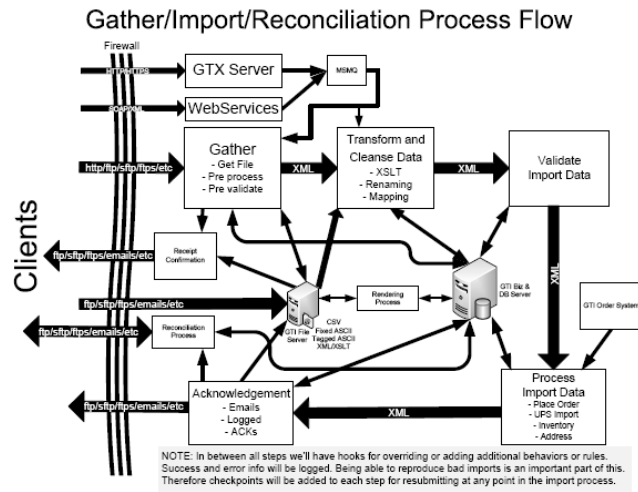 Gather/Import/Reconciliation Process Flow
Firewall
HTTP/HTTPS
GTX Server
MSMQ
SOAP/XML
WebServices
Gather
- Get File
- Pre process
- Pre validate
Transform and
Cleanse Data
- XSLT
- Renaming
- Mapping
Validate
Import Data
http/ftp/sftp/ftps/etc
XML
XML
Clients
Receipt
Confirmation
ftp/sftp/ftps/emails/etc
XML
ftp/sftp/ftps/emails/etc
GTI File
Server
CSV
Fixed ASCII
Tagged ASCII
XML/XSLT
Rendering
Process
GTI Biz &
DB Server
GTI Order System
ftp/sftp/ftps/emails/etc
Reconciliation
Process
Acknowledgement
- Emails
- Logged
- ACKs
ftp/sftp/ftps/emails/etc
XML
Process
Import Data
- Place Order
- UPS Import
- Inventory
- Address
NOTE: In between all steps we'll have hooks for overriding or adding additional behaviors or rules.
Success and error info will be logged. Being able to reproduce bad imports is an important part of this.
Therefore checkpoints will be added to each step for resubmitting at any point in the import process.